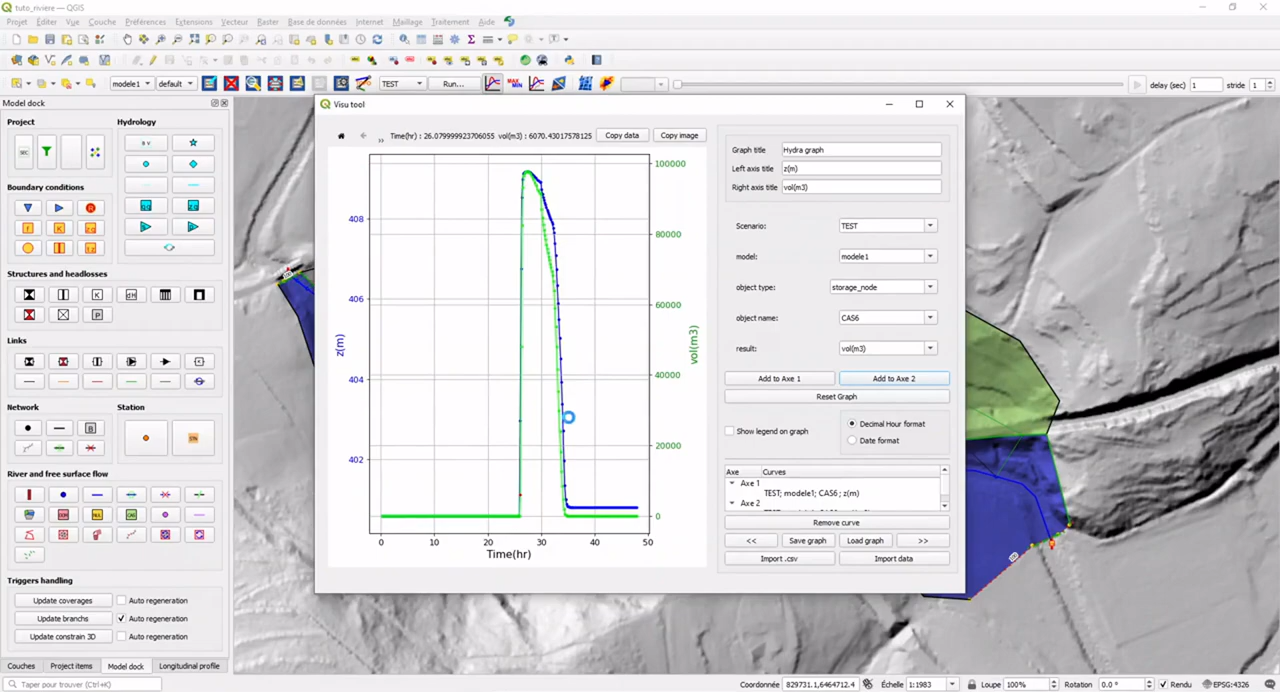 tuto_riviere — QGIS
Projet Éditer Vue Couche Préférences Extensions Vecteur Raster Base de données Internet Maillage Traitement Aide
modele1 default TEST Run... MAX MIN delay (sec) 1 stride 1
Model dock
Project Hydrology
Boundary conditions
Structures and headlosses
K dH
P
Links
Network Station
River and free surface flow
Triggers handling
Update coverages Auto regeneration
Update branchs Auto regeneration
Update constrain 3D Auto regeneration
Couches Project items Model dock Longitudinal profile
Taper pour trouver (Ctrl+K)
Coordonnée 829731.1,6464712.4 Échelle 1:1983 Loupe 100% Rotation 0.0 ° Rendu EPSG:4326
Visu tool
Time(hr) : 26.079999923706055 vol(m3) : 6070.43017578125 Copy data Copy image
100000
80000
60000
40000
20000
0
408
406
404
402
z(m)
vol(m3)
0 10 20 30 40 50
Time(hr)
Graph title Hydra graph
Left axis title z(m)
Right axis title vol(m3)
Scenario: TEST
model: modele1
object type: storage_node
object name: CAS6
result: vol(m3)
Add to Axe 1 Add to Axe 2
Reset Graph
Show legend on graph
Decimal Hour format
Date format
Axe Curves
Axe 1
TEST; modele1; CAS6 ; z(m)
Axe 2
Remove curve
<< Save graph Load graph >>
Import .csv Import data